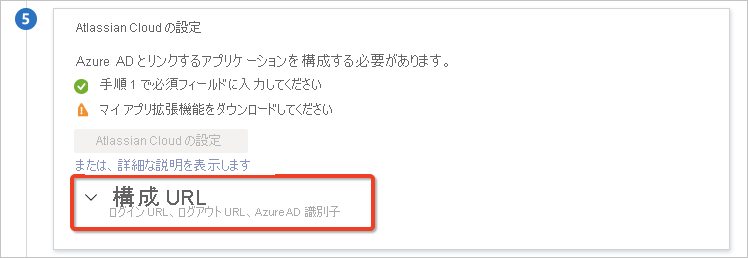 5
Atlassian Cloud の設定
Azure AD とリンクするアプリケーションを構成する必要があります。
手順 1 で必須フィールドに入力してください
マイ アプリ拡張機能をダウンロードしてください
Atlassian Cloud の設定
または、詳細な説明を表示します
構成 URL
ログイン URL、ログアウト URL、Azure AD 識別子